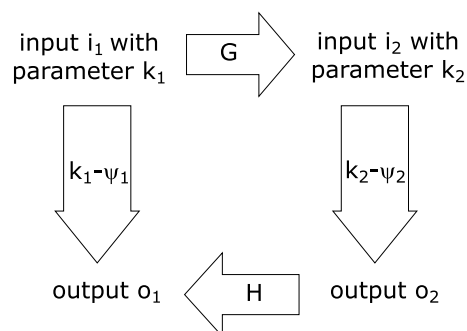 input i₁ with
parameter k₁
G
input i₂ with
parameter k₂
k₁-ψ₁
k₂-ψ₂
output o₁
H
output o₂